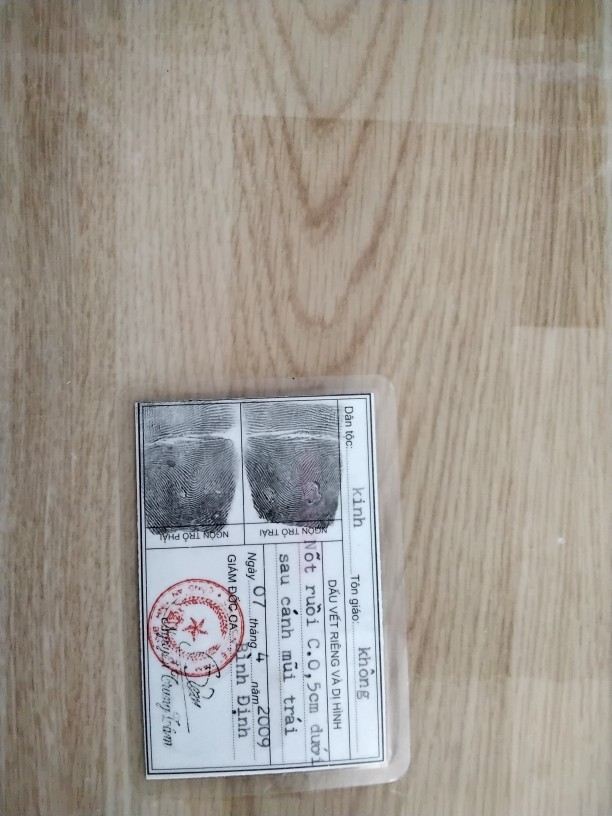 Dân tộc: kinh Tôn giáo: không
NGÓN TRỎ TRÁI
NGÓN TRỎ PHẢI
DẤU VẾT RIÊNG VÀ DỊ HÌNH
Nốt ruồi C.0,5cm dưới
sau cánh mũi trái
Ngày 07 tháng 4 năm 2009
GIÁM ĐỐC CA Bình Định